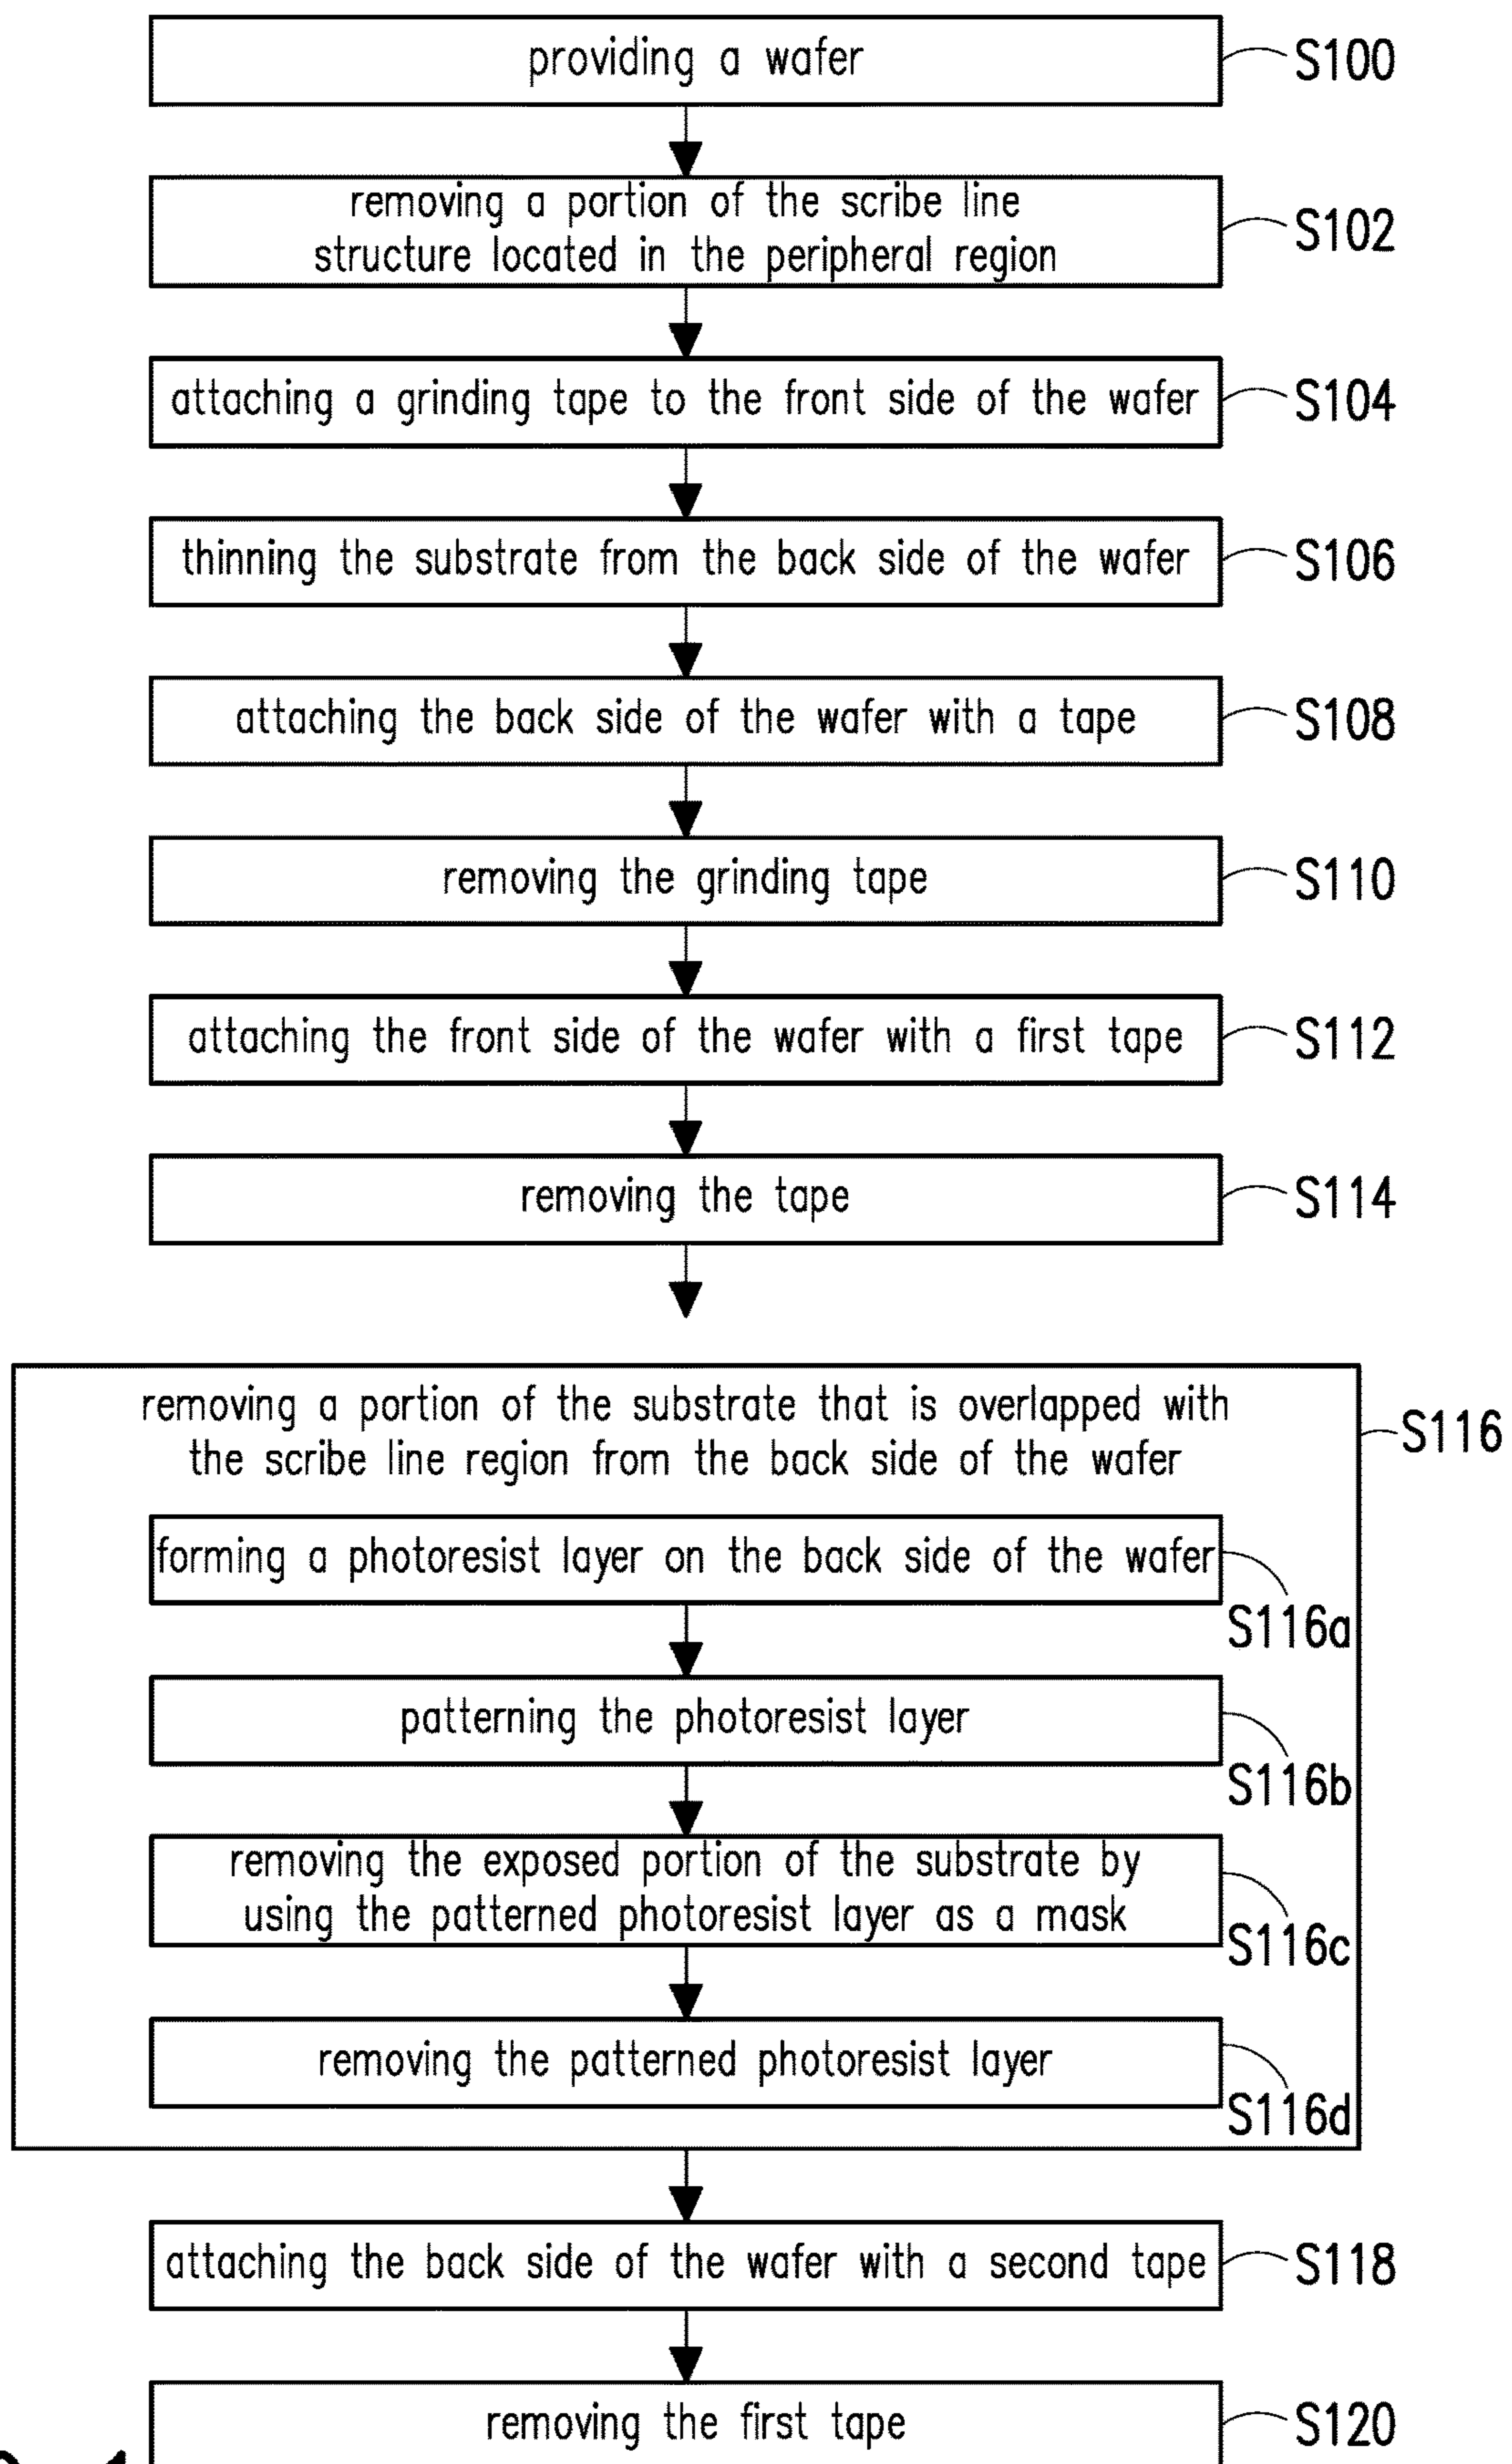 providing a wafer
S100
removing a portion of the scribe line
structure located in the peripheral region
S102
attaching a grinding tape to the front side of the wafer
S104
thinning the substrate from the back side of the wafer
S106
attaching the back side of the wafer with a tape
S108
removing the grinding tape
S110
attaching the front side of the wafer with a first tape
S112
removing the tape
S114
removing a portion of the substrate that is overlapped with
the scribe line region from the back side of the wafer
S116
forming a photoresist layer on the back side of the wafer
S116a
patterning the photoresist layer
S116b
removing the exposed portion of the substrate by
using the patterned photoresist layer as a mask
S116c
removing the patterned photoresist layer
S116d
attaching the back side of the wafer with a second tape
S118
removing the first tape
S120